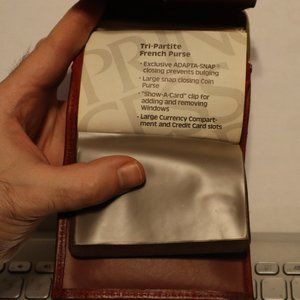 Tri-Partite
French Purse
• Exclusive ADAPTA-SNAP®
closing prevents bulging
• Large snap closing Coin
Purse
• "Show-A-Card" clip for
adding and removing
Windows
• Large Currency Compart-
ment and Credit Card slots